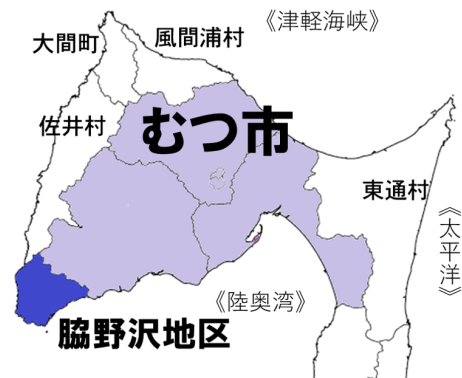 《津軽海峡》
風間浦村
大間町
むつ市
佐井村
東通村
《太平洋》
《陸奥湾》
脇野沢地区